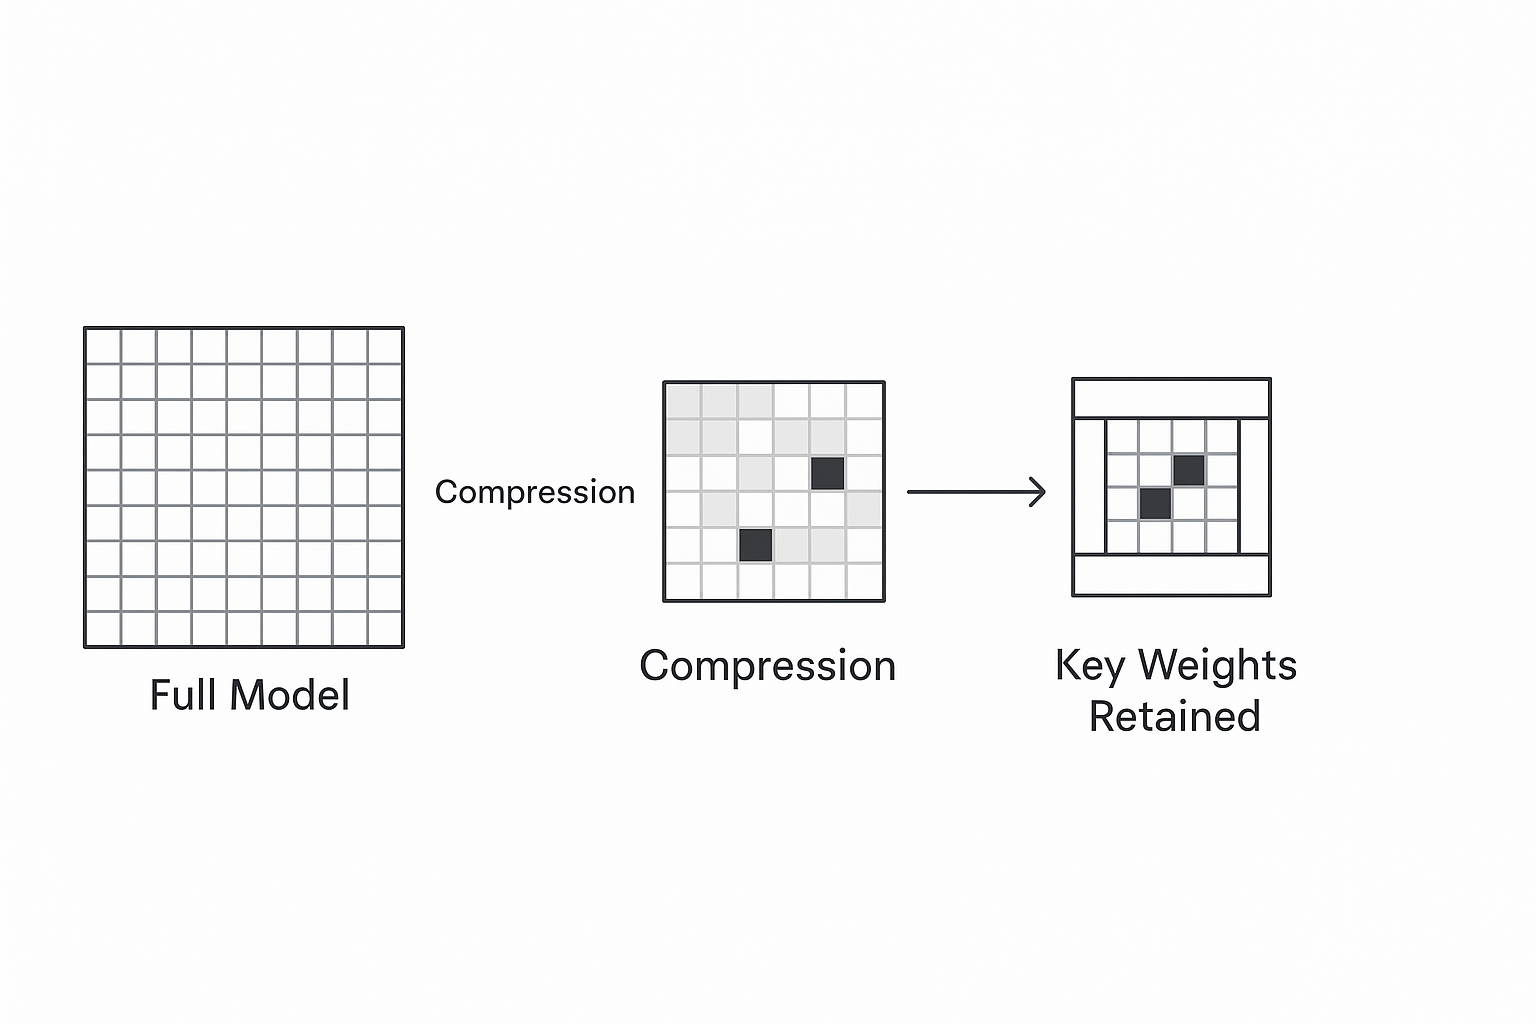 Full Model
Compression
Compression
Key Weights
Retained